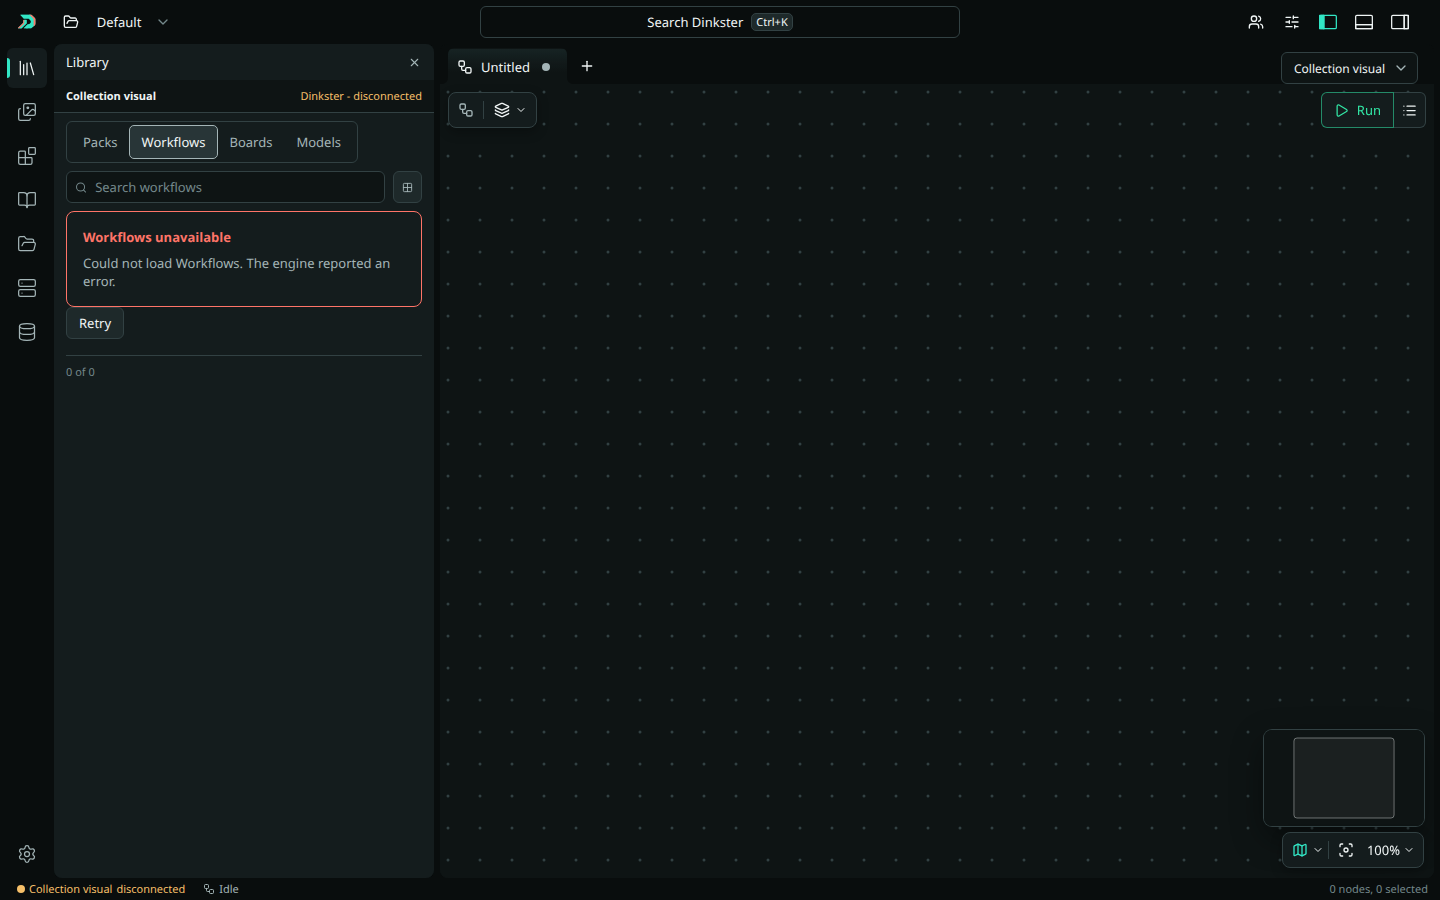 Default
Search Dinkster Ctrl+K
Library
Collection visual
Dinkster - disconnected
Packs
Workflows
Boards
Models
Search workflows
Workflows unavailable
Could not load Workflows. The engine reported an
error.
Retry
0 of 0
Untitled
Collection visual
Run
100%
Collection visual disconnected
Idle
0 nodes, 0 selected